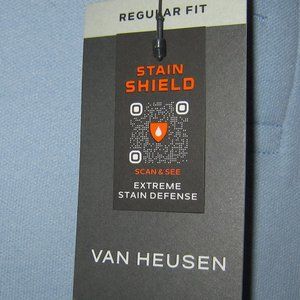 REGULAR FIT
STAIN
SHIELD
SCAN & SEE
EXTREME
STAIN DEFENSE
VAN HEUSEN